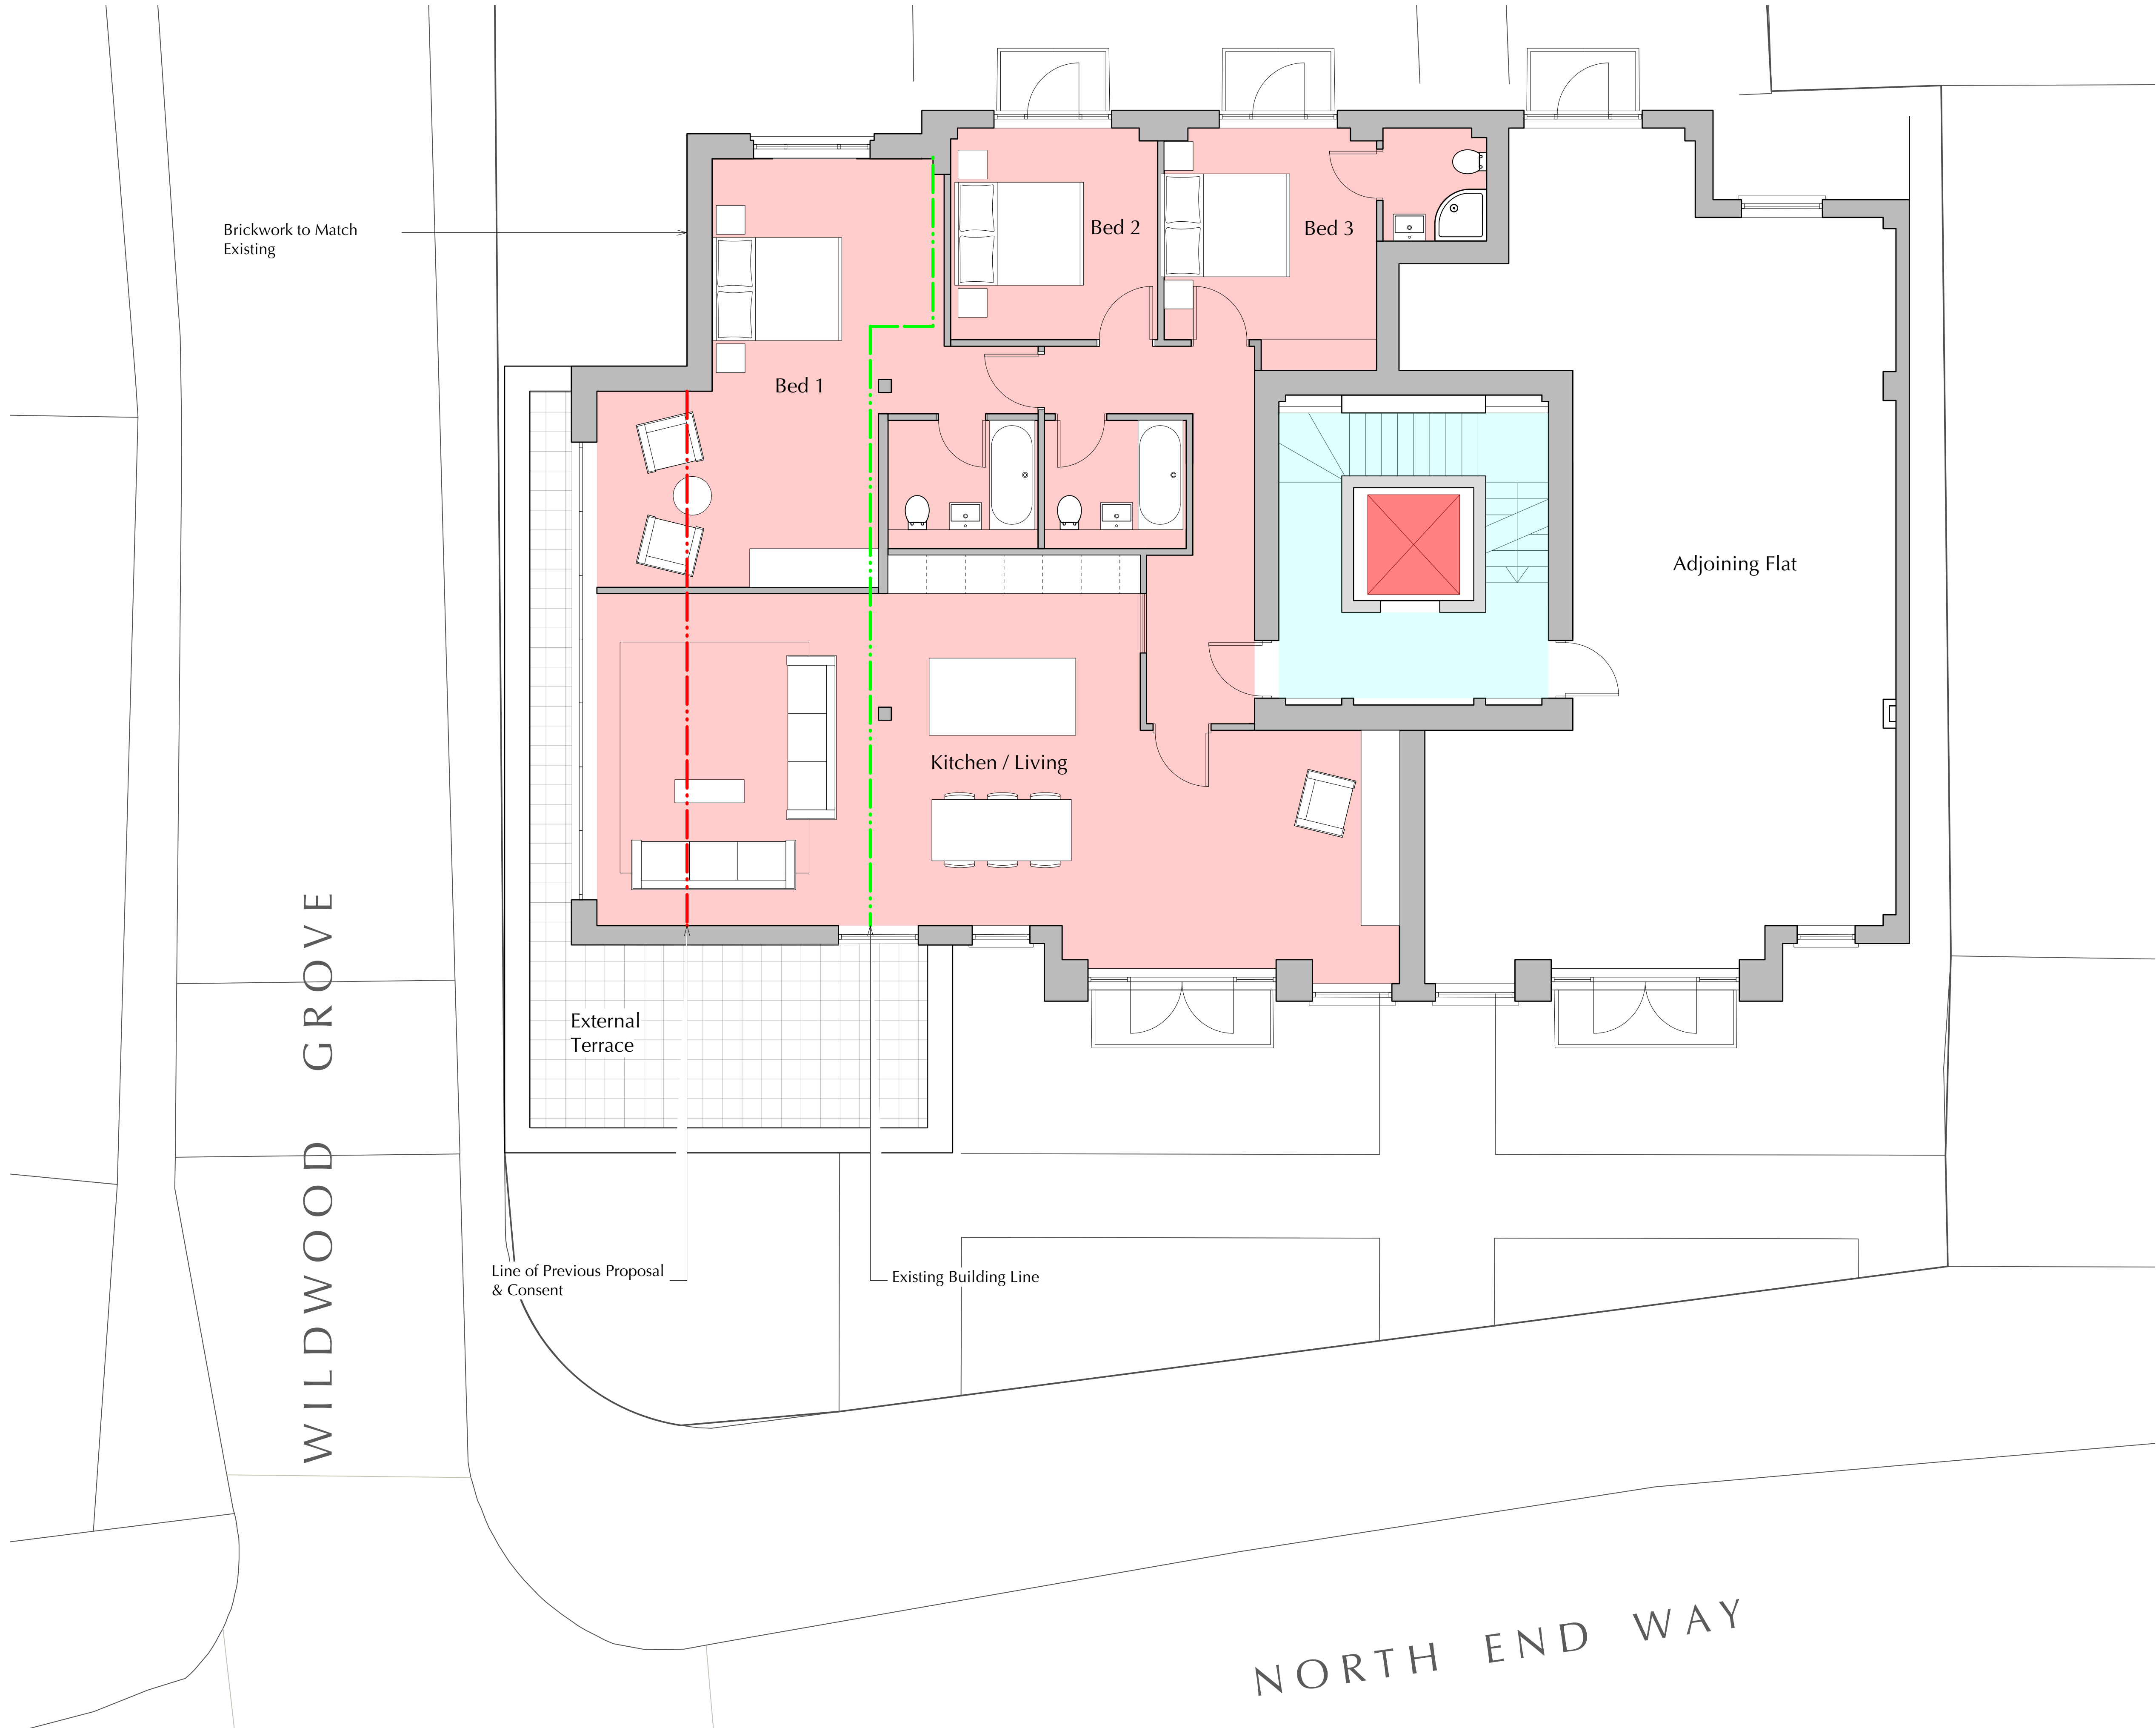 Brickwork to Match
Existing
Bed 2
Bed 3
Bed 1
Adjoining Flat
Kitchen / Living
External
Terrace
Line of Previous Proposal
& Consent
Existing Building Line
WILDWOOD GROVE
NORTH END WAY